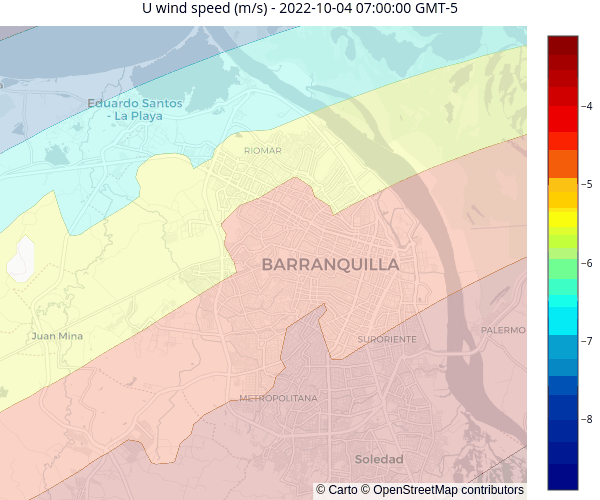 U wind speed (m/s) - 2022-10-04 07:00:00 GMT-5
Eduardo Santos
- La Playa
RIOMAR
BARRANQUILLA
Juan Mina
SURORIENTE
PALERMO
METROPOLITANA
Soledad
−4
−5
−6
−7
−8
© Carto © OpenStreetMap contributors